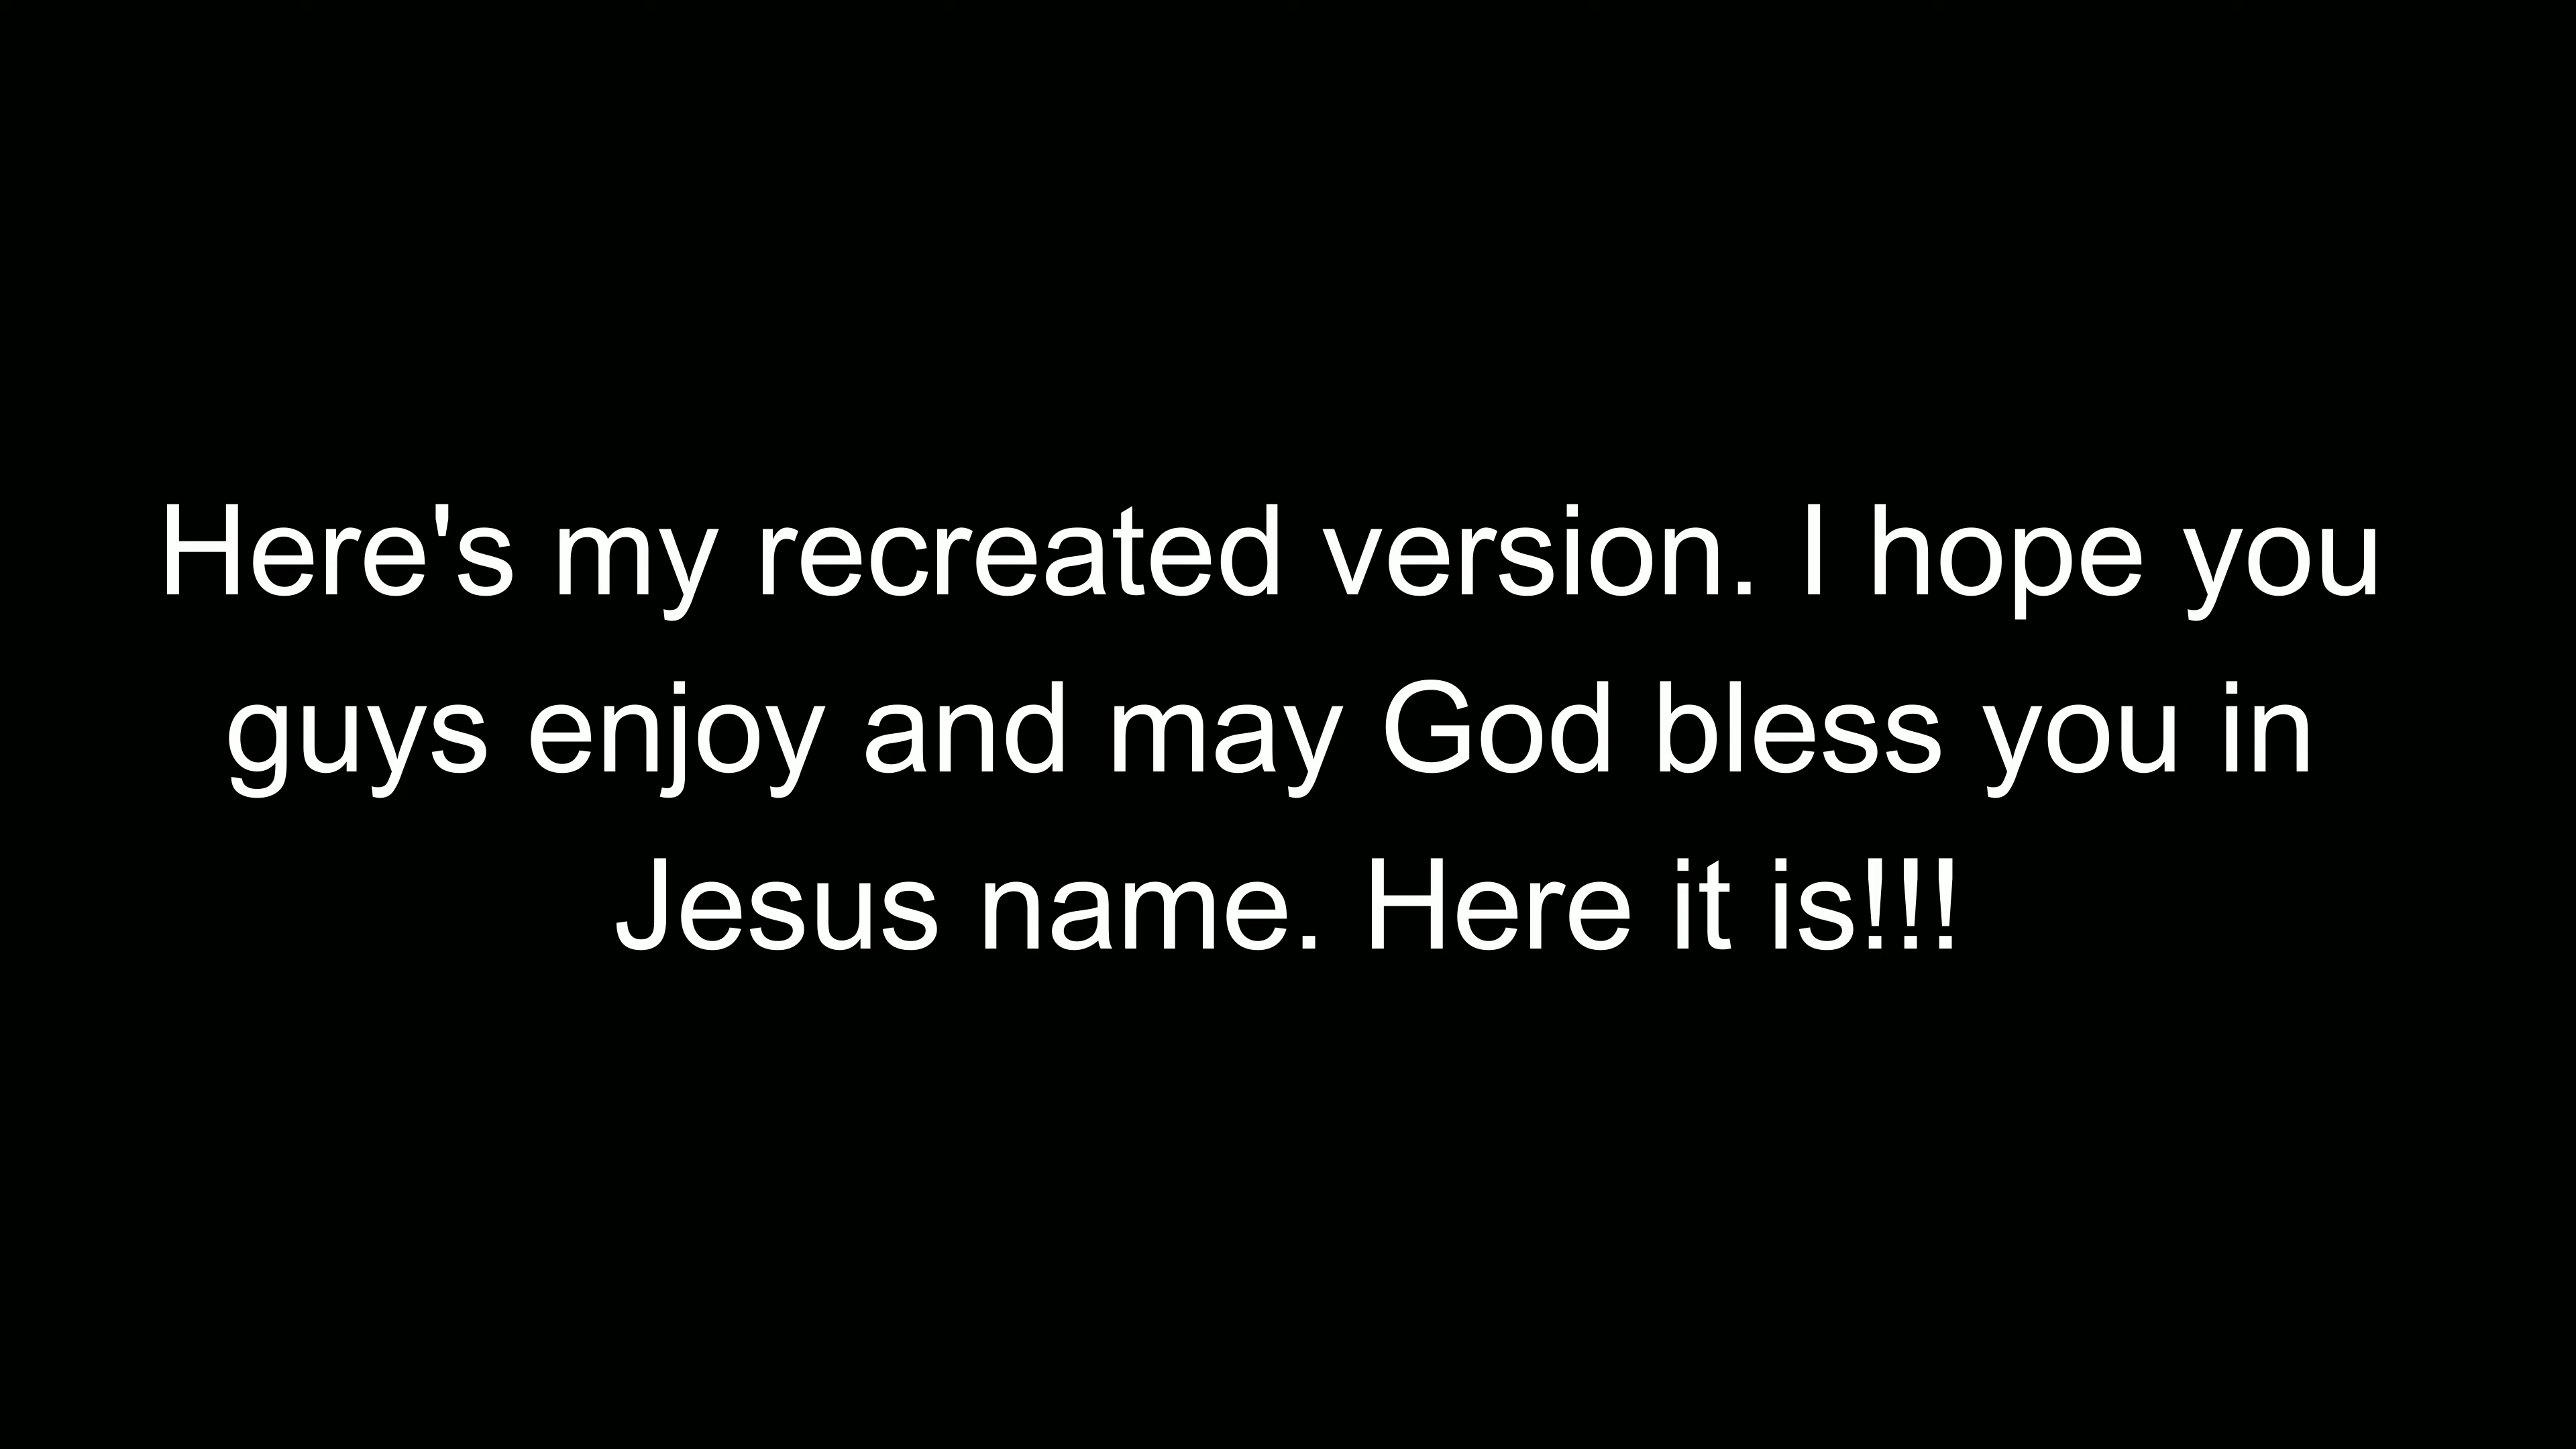 Here's my recreated version. I hope you
guys enjoy and may God bless you in
Jesus name. Here it is!!!